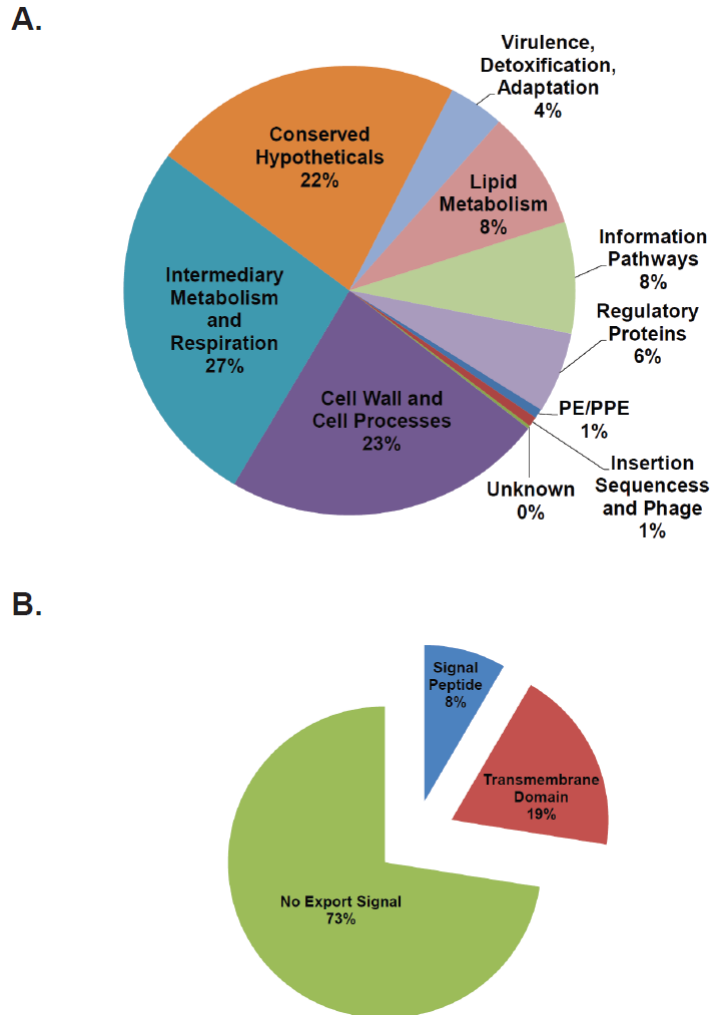 A.
Virulence,
Detoxification,
Adaptation
4%
Conserved
Hypotheticals
22%
Lipid
Metabolism
8%
Information
Pathways
8%
Intermediary
Metabolism
and
Respiration
27%
Regulatory
Proteins
6%
Cell Wall and
Cell Processes
23%
PE/PPE
1%
Insertion
Sequencess
and Phage
1%
Unknown
0%
B.
Signal
Peptide
8%
Transmembrane
Domain
19%
No Export Signal
73%